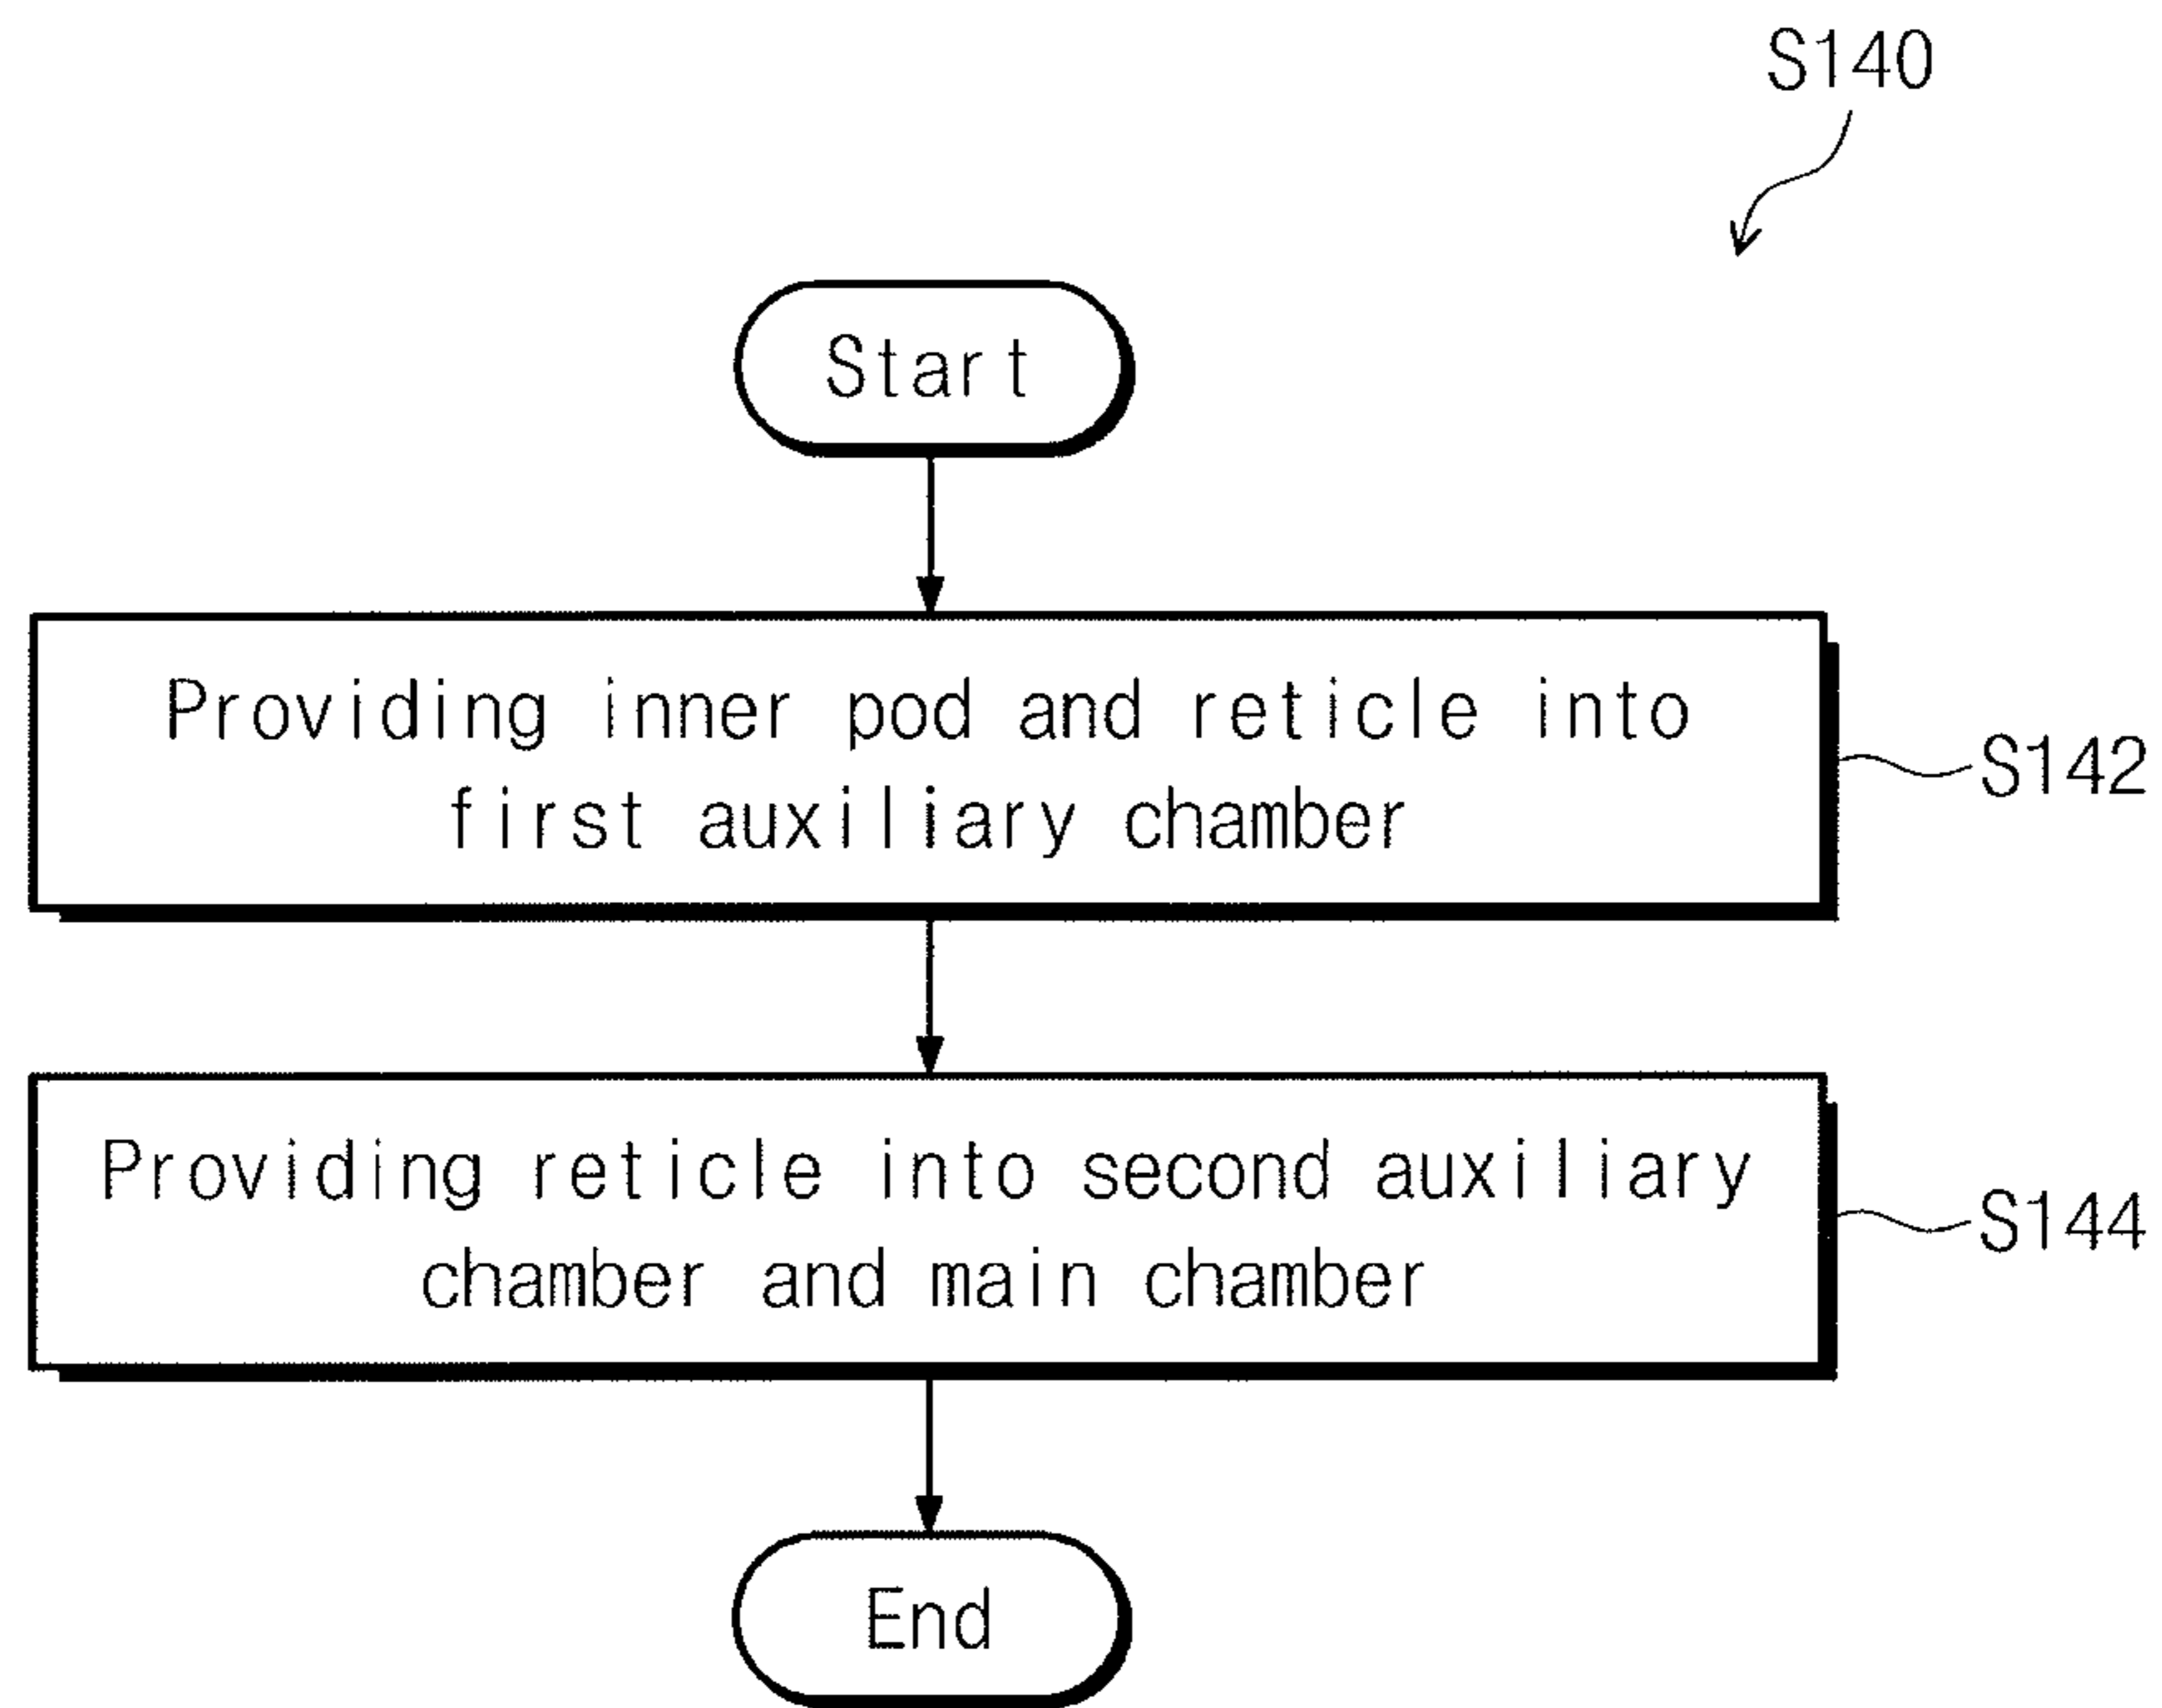 S140
Start
Providing inner pod and reticle into
first auxiliary chamber
S142
Providing reticle into second auxiliary
chamber and main chamber
S144
End